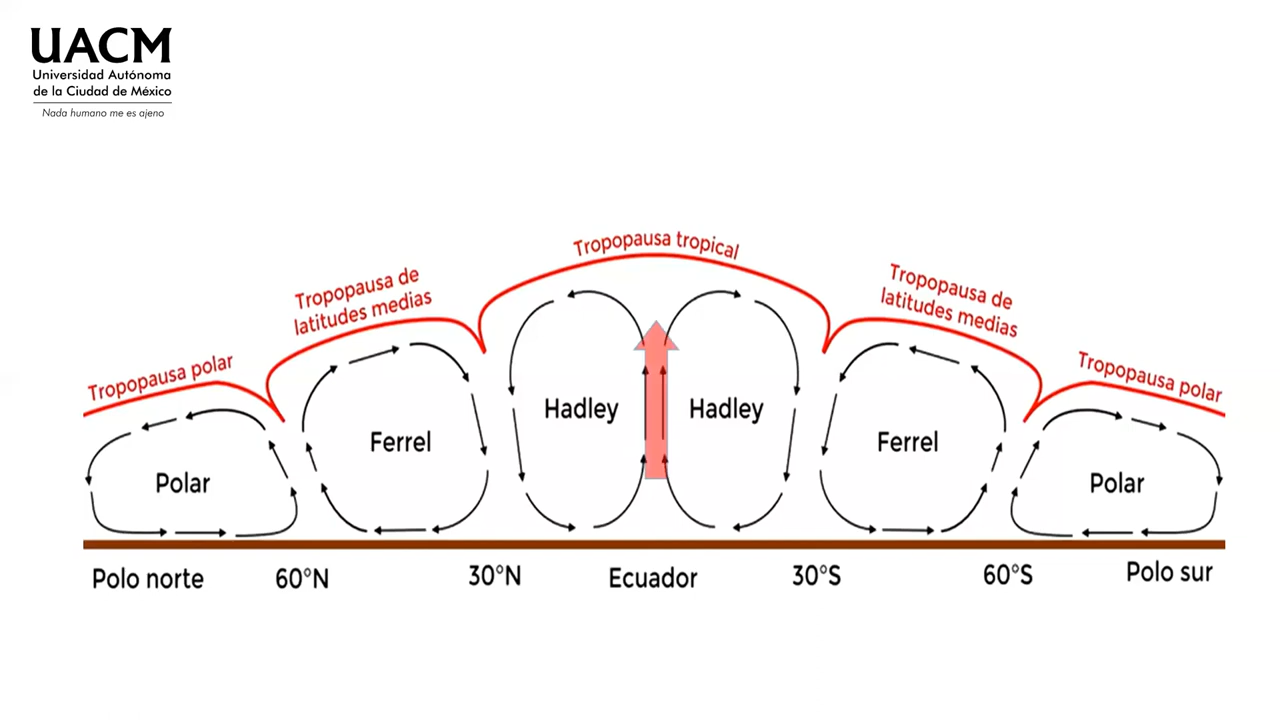 UACM
Universidad Autónoma
de la Ciudad de México
Nada humano me es ajeno
Tropopausa tropical
Tropopausa de
latitudes medias
Tropopausa de
latitudes medias
Tropopausa polar
Tropopausa polar
Hadley
Hadley
Ferrel
Ferrel
Polar
Polar
Polo norte
60°N
30°N
Ecuador
30°S
60°S
Polo sur